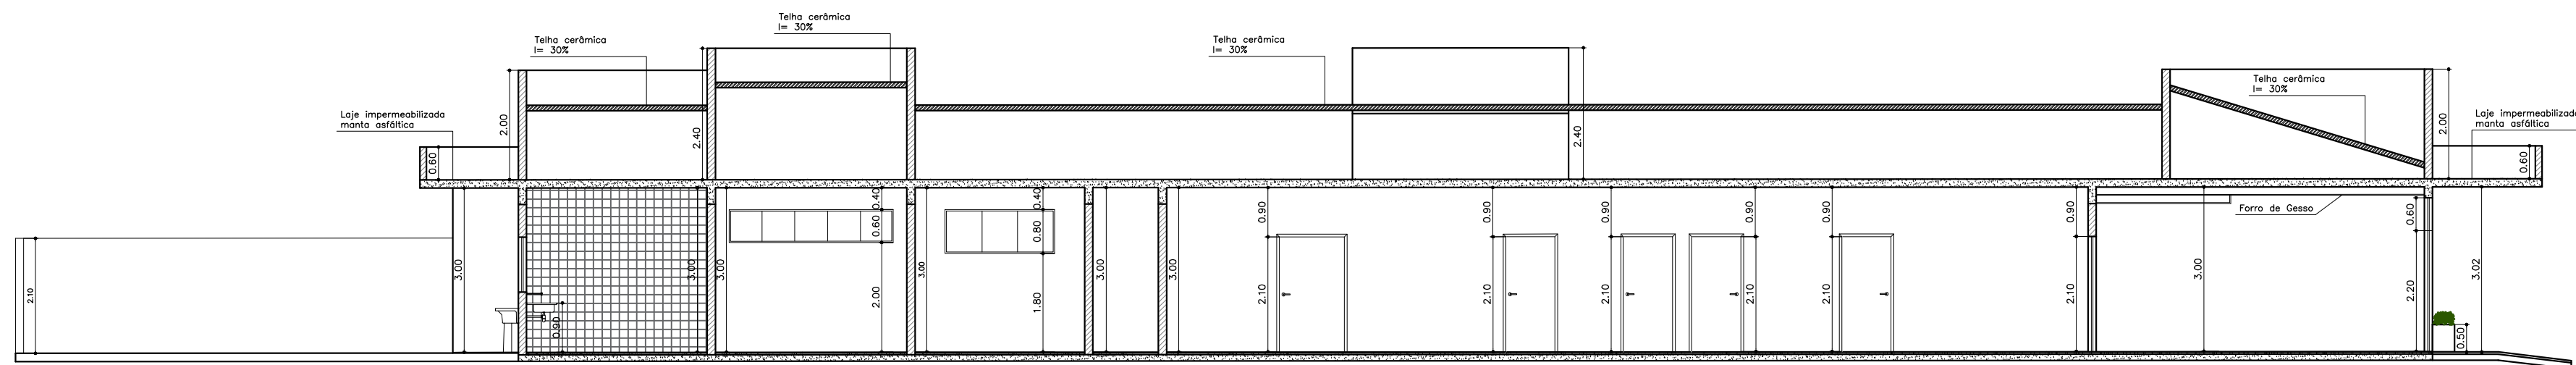 Telha cerâmica
I= 30%
Telha cerâmica
I= 30%
Telha cerâmica
I= 30%
Telha cerâmica
I= 30%
Laje impermeabilizada
manta asfáltica
Laje impermeabilizada
manta asfáltica
2.00
2.40
2.40
2.00
0.60
0.60
Forro de Gesso
2.10
3.00
0.90
3.00
3.00
0.40
0.60
2.00
3.00
0.40
0.80
1.80
3.00
3.00
0.90
2.10
0.90
2.10
0.90
2.10
0.90
2.10
0.90
2.10
0.90
2.10
3.00
0.60
2.20
3.02
0.50